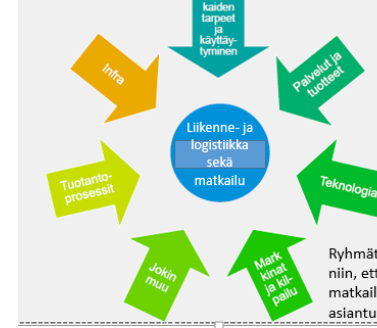 kaiden
tarpeet
ja
käyttäy-
tyminen
Infra
Palvelut ja
tuotteet
Liikenne- ja
logistiikka
sekä
matkailu
Tuotanto-
prosessit
Teknologia
Jokin
muu
Mark
kinat
ja kil-
pailu
Ryhmät
niin, ett
matkail
asiantu